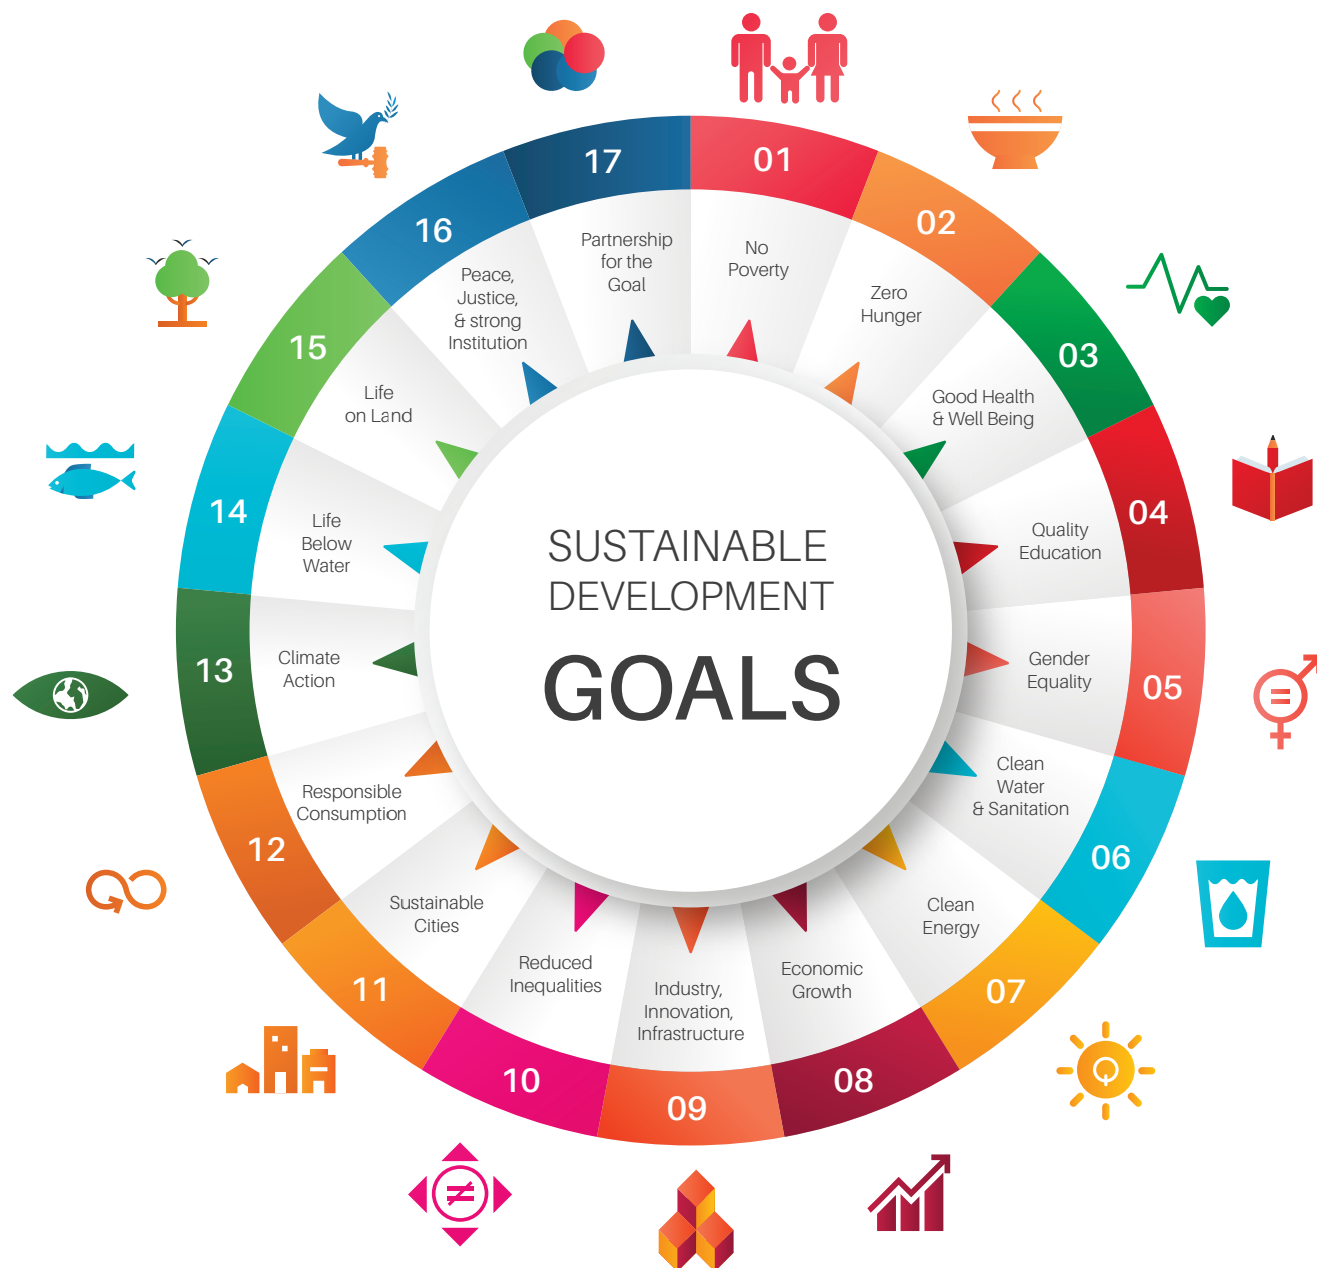 SUSTAINABLE
DEVELOPMENT
GOALS
01
No
Poverty
02
Zero
Hunger
03
Good Health
& Well Being
04
Quality
Education
05
Gender
Equality
06
Clean
Water
& Sanitation
07
Clean
Energy
08
Economic
Growth
09
Industry,
Innovation,
Infrastructure
10
Reduced
Inequalities
11
Sustainable
Cities
12
Responsible
Consumption
13
Climate
Action
14
Life
Below
Water
15
Life
on Land
16
Peace,
Justice,
& strong
Institution
17
Partnership
for the
Goal